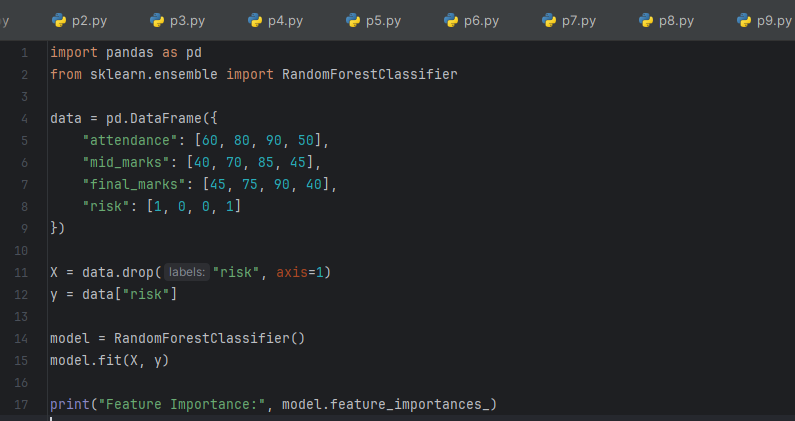 y p2.py p3.py p4.py p5.py p6.py p7.py p8.py p9.py
1 import pandas as pd
2 from sklearn.ensemble import RandomForestClassifier
3
4 data = pd.DataFrame({
5     "attendance": [60, 80, 90, 50],
6     "mid_marks": [40, 70, 85, 45],
7     "final_marks": [45, 75, 90, 40],
8     "risk": [1, 0, 0, 1]
9 })
10
11 X = data.drop( labels: "risk", axis=1)
12 y = data["risk"]
13
14 model = RandomForestClassifier()
15 model.fit(X, y)
16
17 print("Feature Importance:", model.feature_importances_)